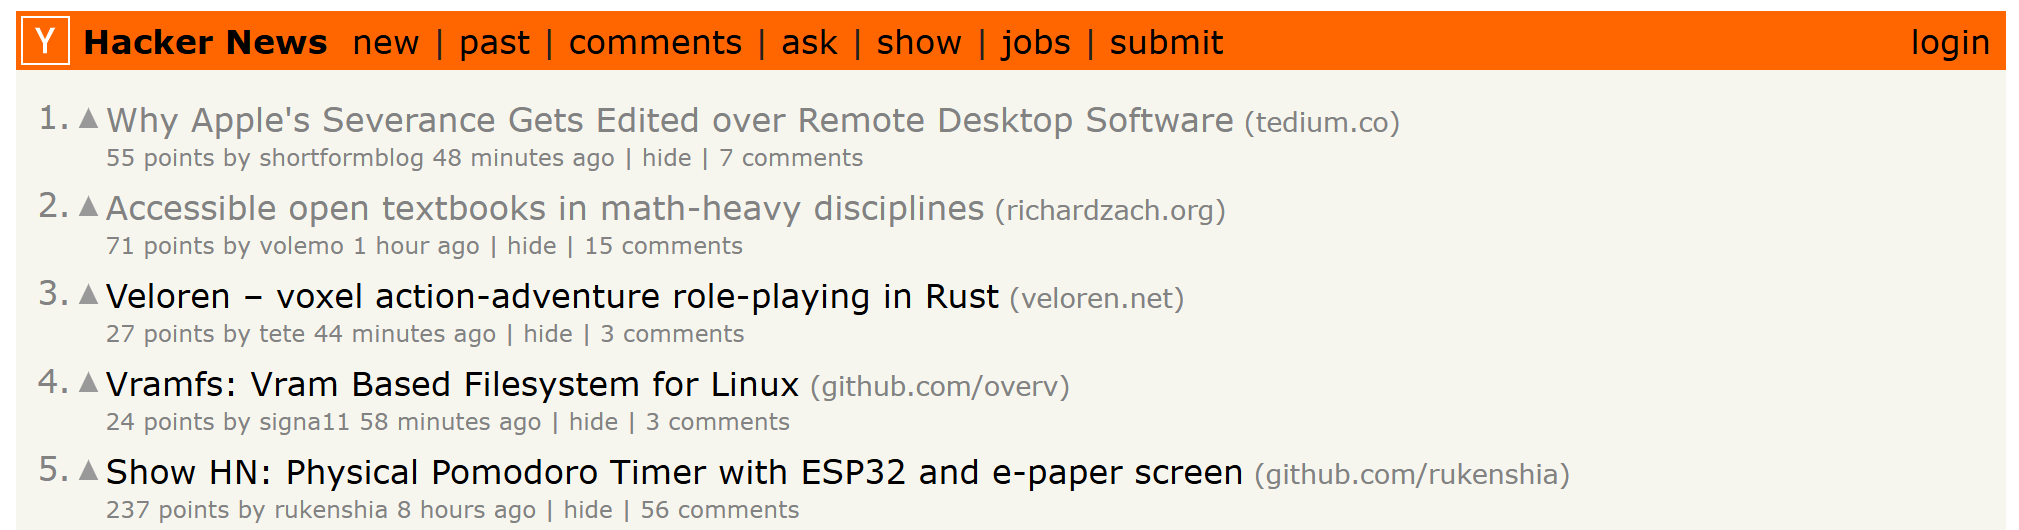 Y Hacker News new | past | comments | ask | show | jobs | submit login
1. ▲ Why Apple's Severance Gets Edited over Remote Desktop Software (tedium.co)
55 points by shortformblog 48 minutes ago | hide | 7 comments
2. ▲ Accessible open textbooks in math-heavy disciplines (richardzach.org)
71 points by volemo 1 hour ago | hide | 15 comments
3. ▲ Veloren – voxel action-adventure role-playing in Rust (veloren.net)
27 points by tete 44 minutes ago | hide | 3 comments
4. ▲ Vramfs: Vram Based Filesystem for Linux (github.com/overv)
24 points by signa11 58 minutes ago | hide | 3 comments
5. ▲ Show HN: Physical Pomodoro Timer with ESP32 and e-paper screen (github.com/rukenshia)
237 points by rukenshia 8 hours ago | hide | 56 comments